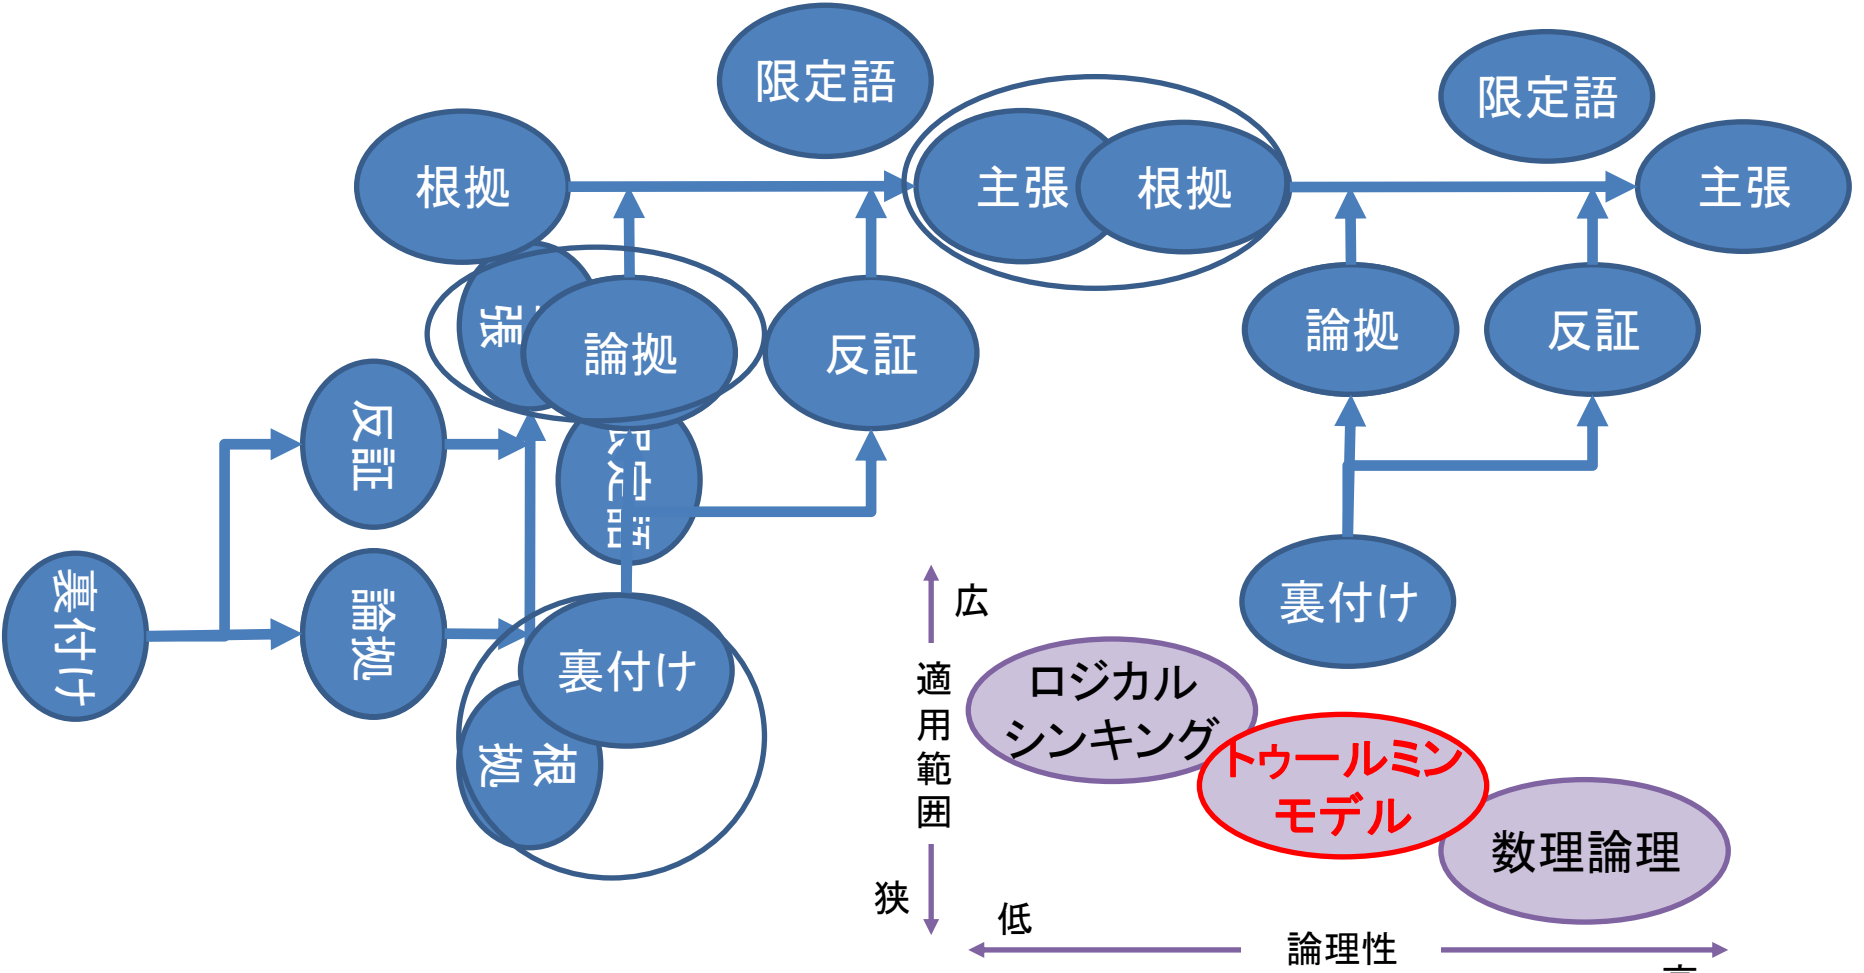 限定語
限定語
根拠
主張
根拠
主張
張
論拠
反証
論拠
反証
反証
定語
裏付け
論拠
裏付け
裏付け
根
拠
広
適用範囲
狭
ロジカル
シンキング
トゥールミン
モデル
数理論理
低
論理性